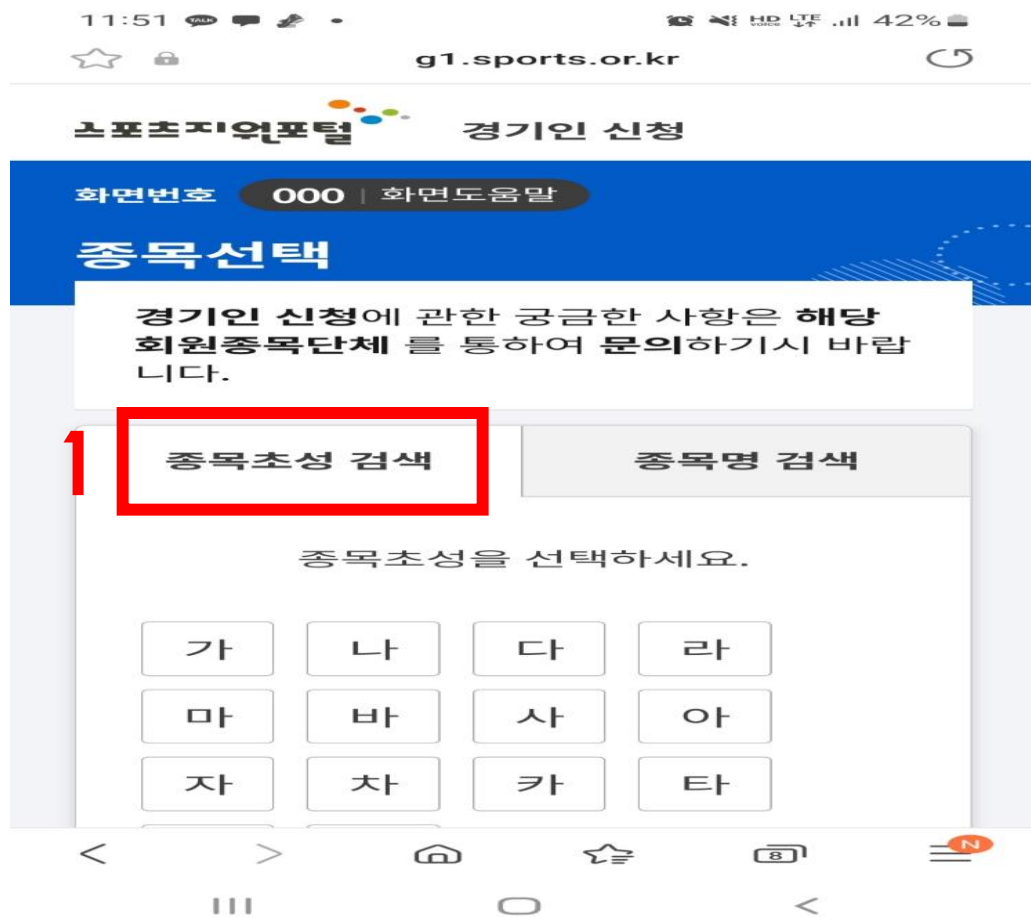 11:51 TALK HD voice LTE 42%
g1.sports.or.kr
스포츠지원포털 경기인 신청
화면번호 000 | 화면도움말
종목선택
경기인 신청에 관한 궁금한 사항은 해당
회원종목단체 를 통하여 문의하기시 바랍
니다.
1 종목초성 검색 종목명 검색
종목초성을 선택하세요.
가 나 다 라
마 바 사 아
자 차 카 타
8 N